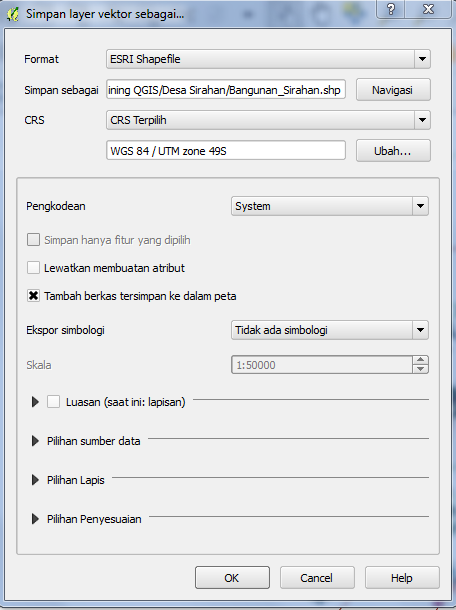 Simpan layer vektor sebagai...
Format ESRI Shapefile
Simpan sebagai ining QGIS/Desa Sirahan/Bangunan_Sirahan.shp Navigasi
CRS CRS Terpilih
WGS 84 / UTM zone 49S Ubah...
Pengkodean System
Simpan hanya fitur yang dipilih
Lewatkan membuatan atribut
Tambah berkas tersimpan ke dalam peta
Ekspor simbologi Tidak ada simbologi
Skala 1:50000
Luasan (saat ini: lapisan)
Pilihan sumber data
Pilihan Lapis
Pilihan Penyesuaian
OK Cancel Help